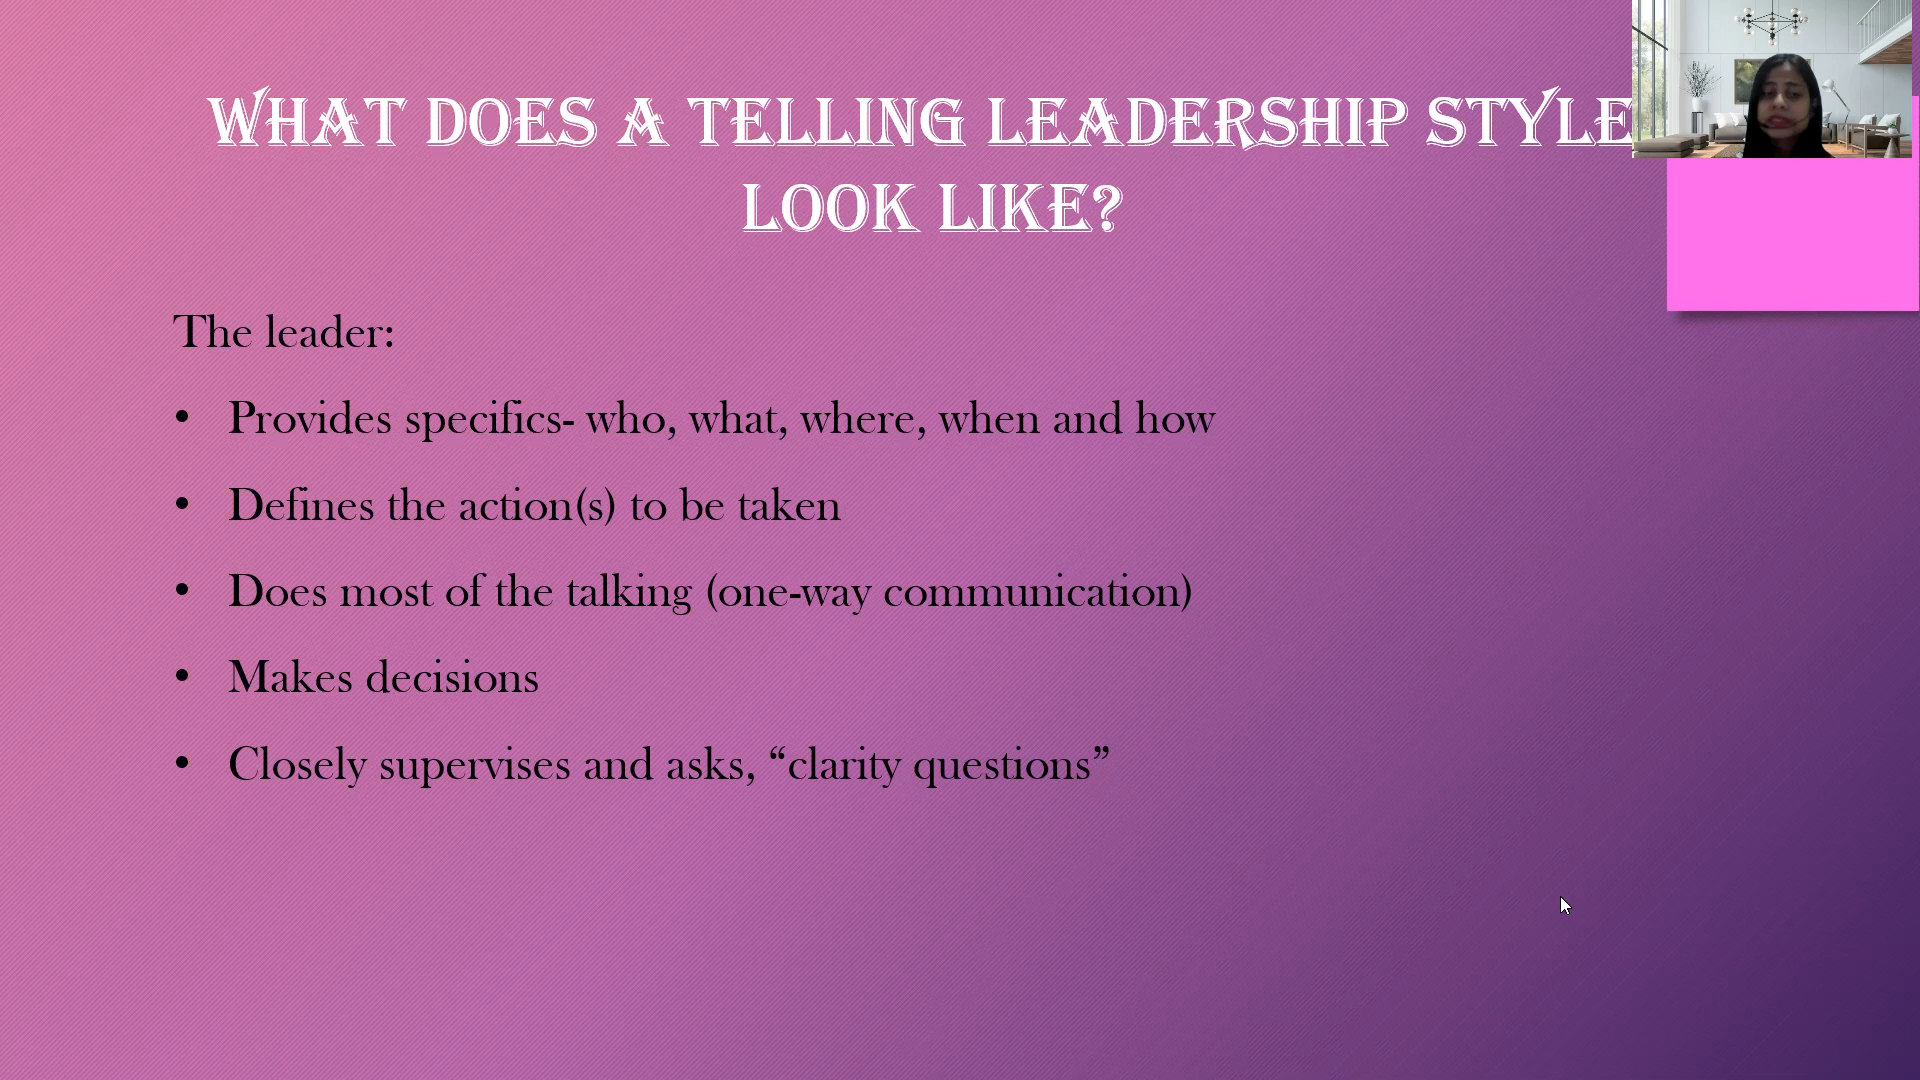 WHAT DOES A TELLING LEADERSHIP STYLE
LOOK LIKE?
The leader:
• Provides specifics- who, what, where, when and how
• Defines the action(s) to be taken
• Does most of the talking (one-way communication)
• Makes decisions
• Closely supervises and asks, “clarity questions”